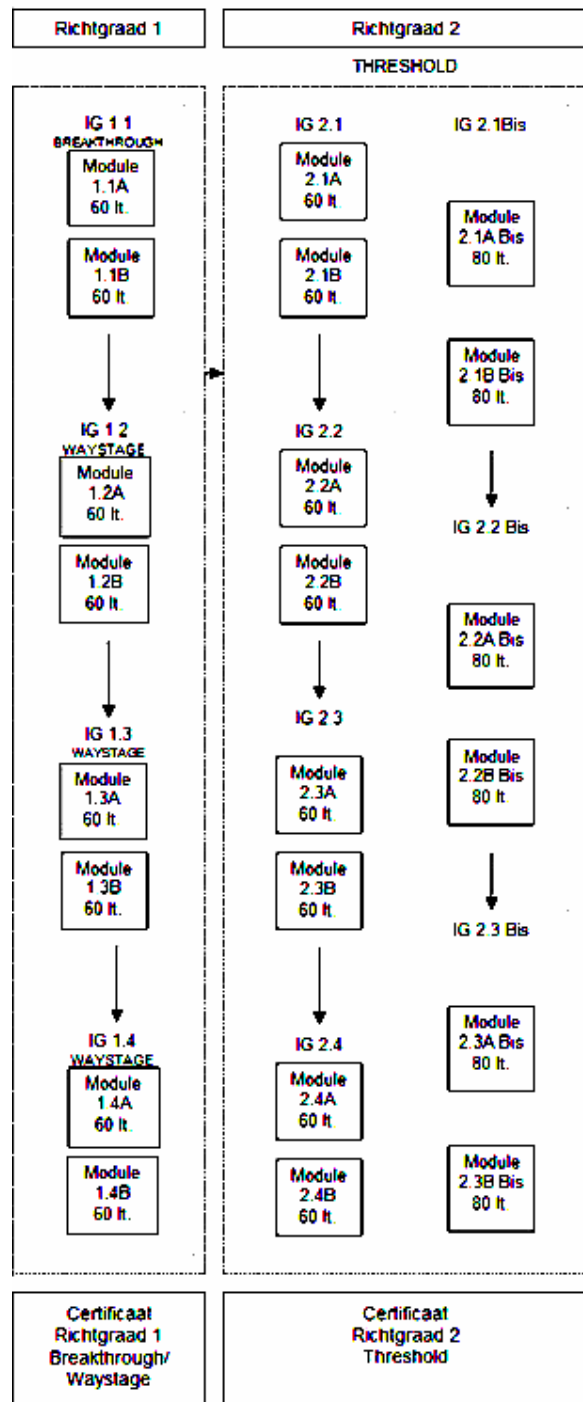 Richtgraad 1
Richtgraad 2
THRESHOLD
IG 1 1
BREAKTHROUGH
Module
1.1A
60 lt.
Module
1.1B
60 lt.
IG 1 2
WAYSTAGE
Module
1.2A
60 lt.
Module
1.2B
60 lt.
IG 1.3
WAYSTAGE
Module
1.3A
60 lt.
Module
1 3B
60 lt.
IG 1.4
WAYSTAGE
Module
1.4A
60 lt.
Module
1.4B
60 lt.
IG 2.1
Module
2.1A
60 lt.
Module
2.1B
60 lt.
IG 2.2
Module
2.2A
60 lt.
Module
2.2B
60 lt.
IG 2 3
Module
2.3A
60 lt.
Module
2.3B
60 lt.
IG 2.4
Module
2.4A
60 lt.
Module
2.4B
60 lt.
IG 2.1Bis
Module
2.1A Bis
80 lt.
Module
2 1B Bis
80 lt.
IG 2.2 Bis
Module
2.2A Bis
80 lt.
Module
2.2B Bis
80 lt.
IG 2.3 Bis
Module
2.3A Bis
80 lt.
Module
2.3B Bis
80 lt.
Certificaat
Richtgraad 1
Breakthrough/
Waystage
Certificaat
Richtgraad 2
Threshold